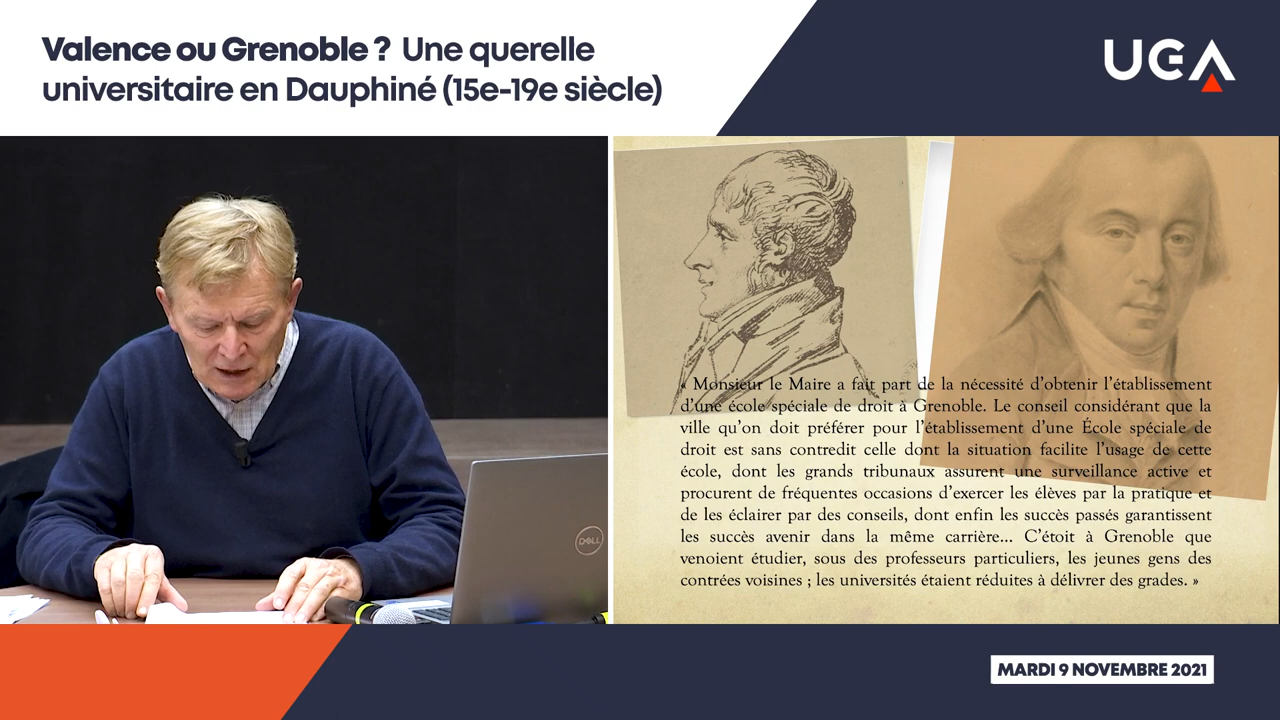 Valence ou Grenoble ? Une querelle
universitaire en Dauphiné (15e-19e siècle)
UGA
« Monsieur le Maire a fait part de la nécessité d’obtenir l’établissement
d’une école spéciale de droit à Grenoble. Le conseil considérant que la
ville qu’on doit préférer pour l’établissement d’une École spéciale de
droit est sans contredit celle dont la situation facilite l’usage de cette
école, dont les grands tribunaux assurent une surveillance active et
procurent de fréquentes occasions d’exercer les élèves par la pratique et
de les éclairer par des conseils, dont enfin les succès passés garantissent
les succès avenir dans la même carrière... C’étoit à Grenoble que
venoient étudier, sous des professeurs particuliers, les jeunes gens des
contrées voisines ; les universités étaient réduites à délivrer des grades. »
DELL
MARDI 9 NOVEMBRE 2021